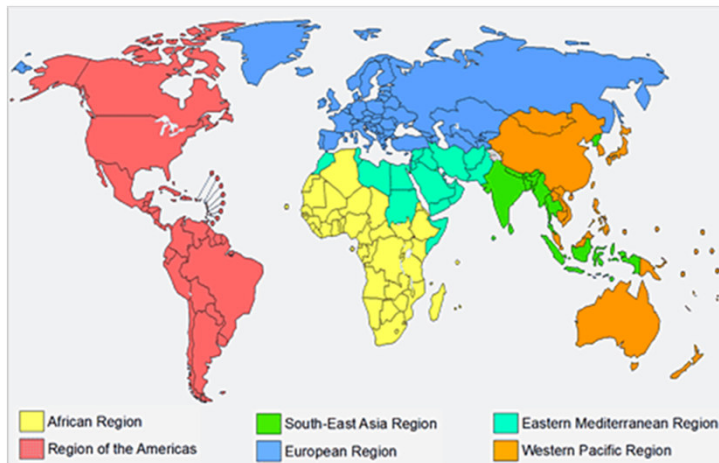 African Region
South-East Asia Region
Eastern Mediterranean Region
Region of the Americas
European Region
Western Pacific Region